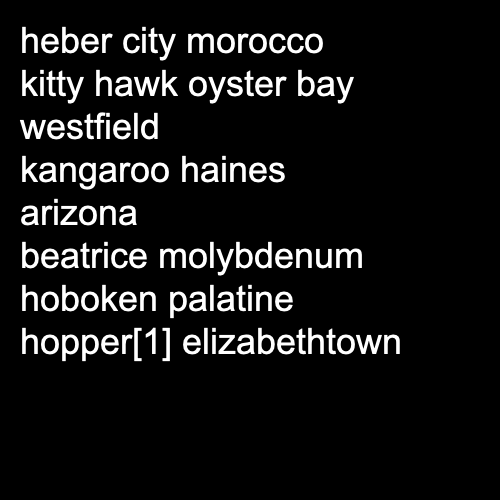 heber city morocco
kitty hawk oyster bay
westfield
kangaroo haines
arizona
beatrice molybdenum
hoboken palatine
hopper[1] elizabethtown